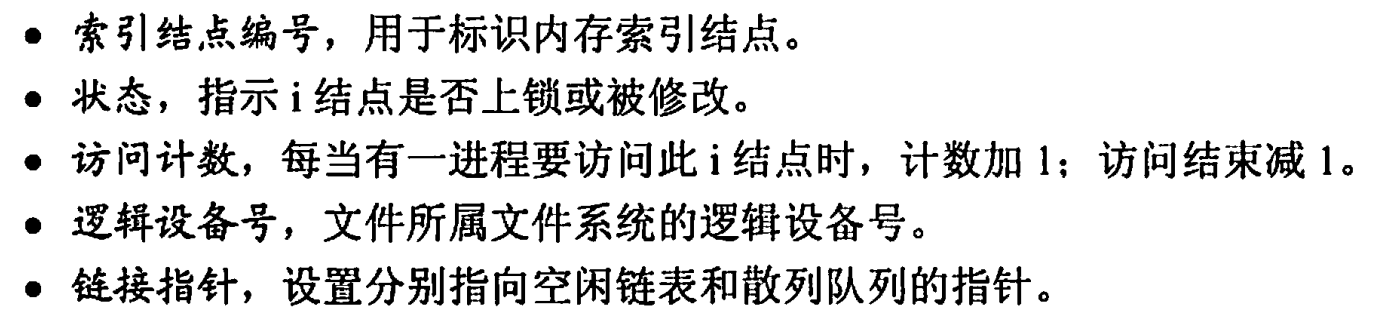 • 索引结点编号，用于标识内存索引结点。
• 状态，指示 i 结点是否上锁或被修改。
• 访问计数，每当有一进程要访问此 i 结点时，计数加 1；访问结束减 1。
• 逻辑设备号，文件所属文件系统的逻辑设备号。
• 链接指针，设置分别指向空闲链表和散列队列的指针。